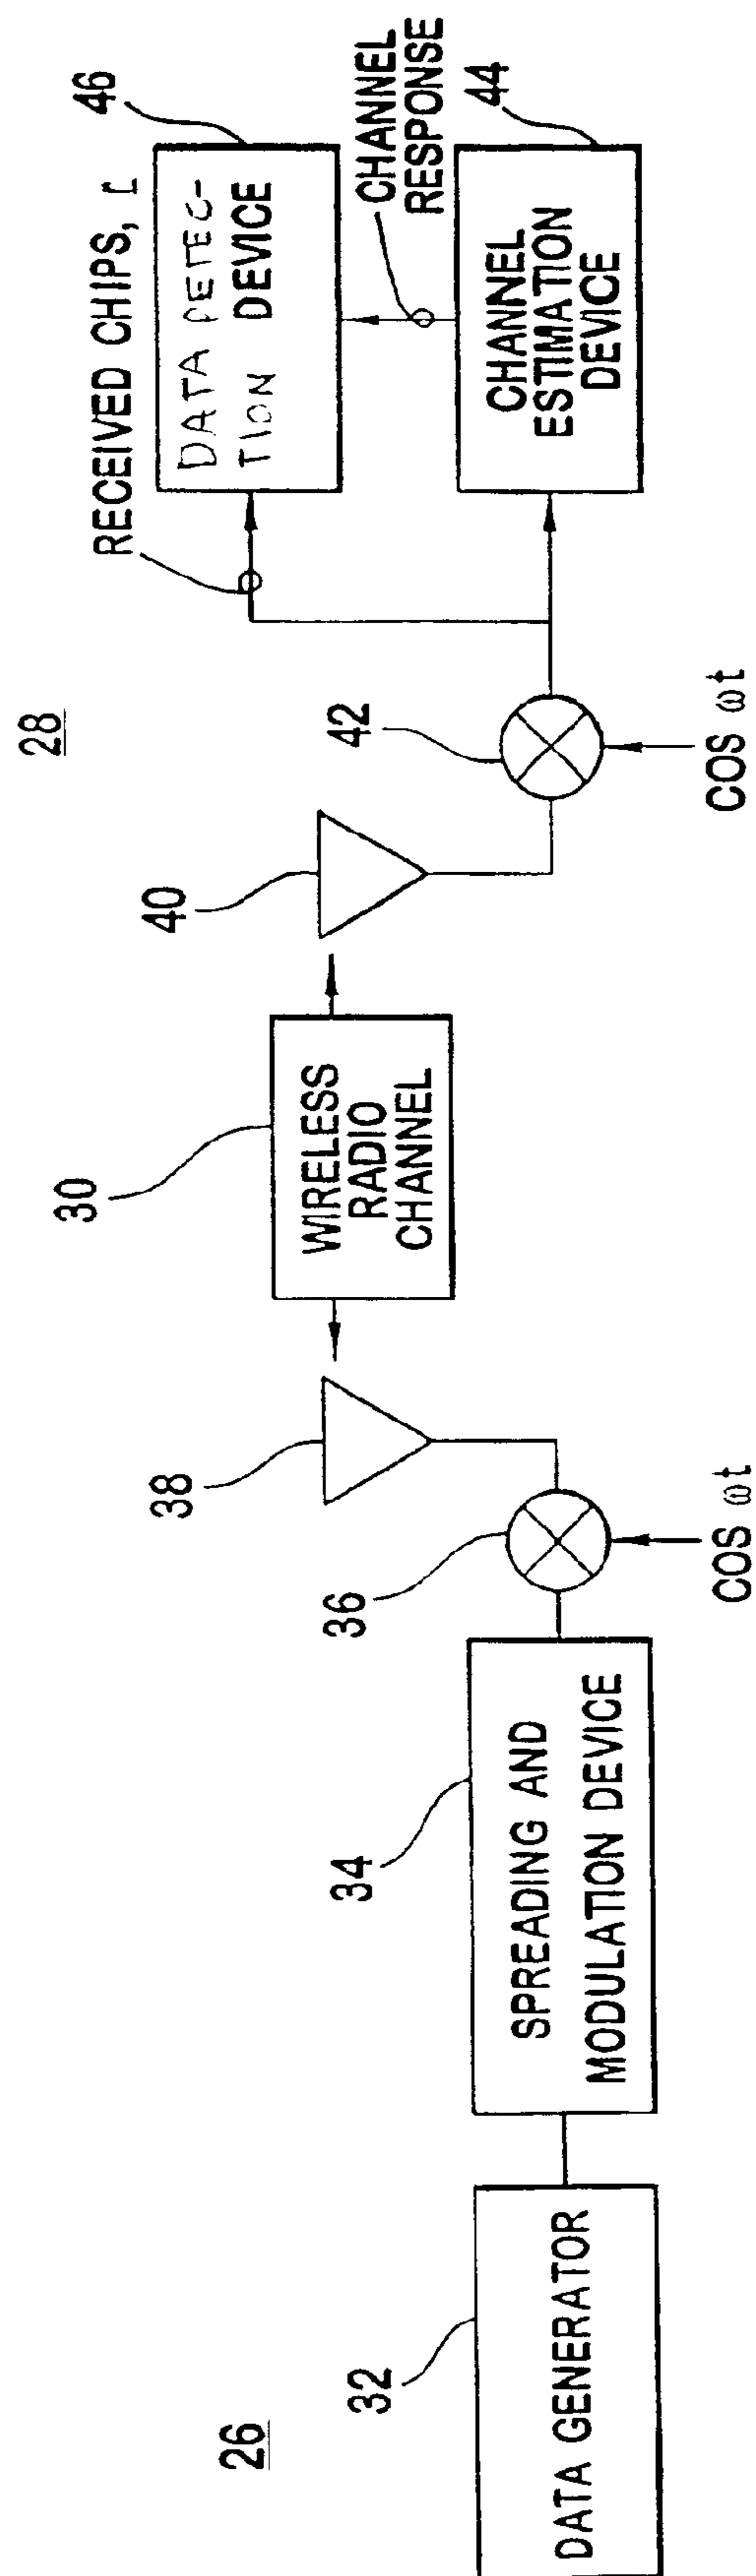 26
32
DATA GENERATOR
34
SPREADING AND
MODULATION DEVICE
36
COS ωt
38
30
WIRELESS
RADIO
CHANNEL
28
40
42
COS ωt
RECEIVED CHIPS, r
46
DATA DETEC-
TION DEVICE
CHANNEL
RESPONSE
44
CHANNEL
ESTIMATION
DEVICE